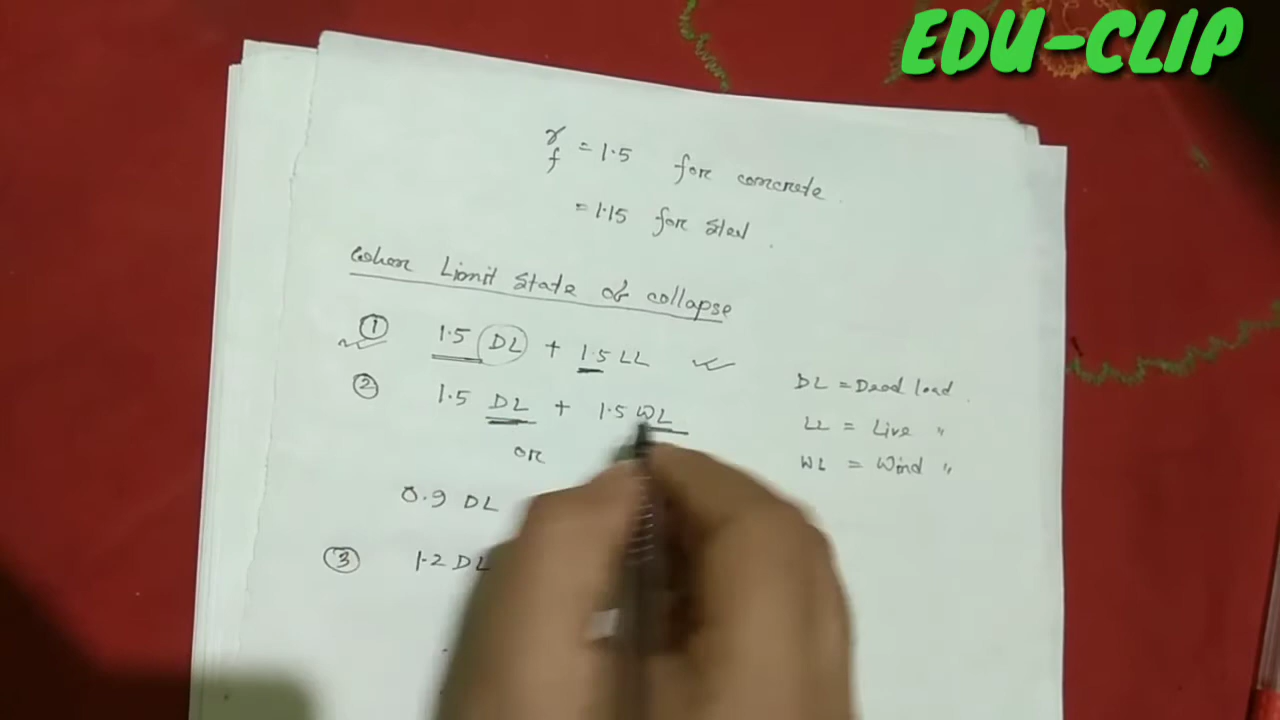 EDU-CLIP
γf = 1.5 for concrete.
= 1.15 for steel.
When Limit State of collapse
① 1.5 DL + 1.5 LL
② 1.5 DL + 1.5 WL
or
0.9 DL
③ 1.2 DL
DL = Dead load.
LL = Live "
WL = Wind "